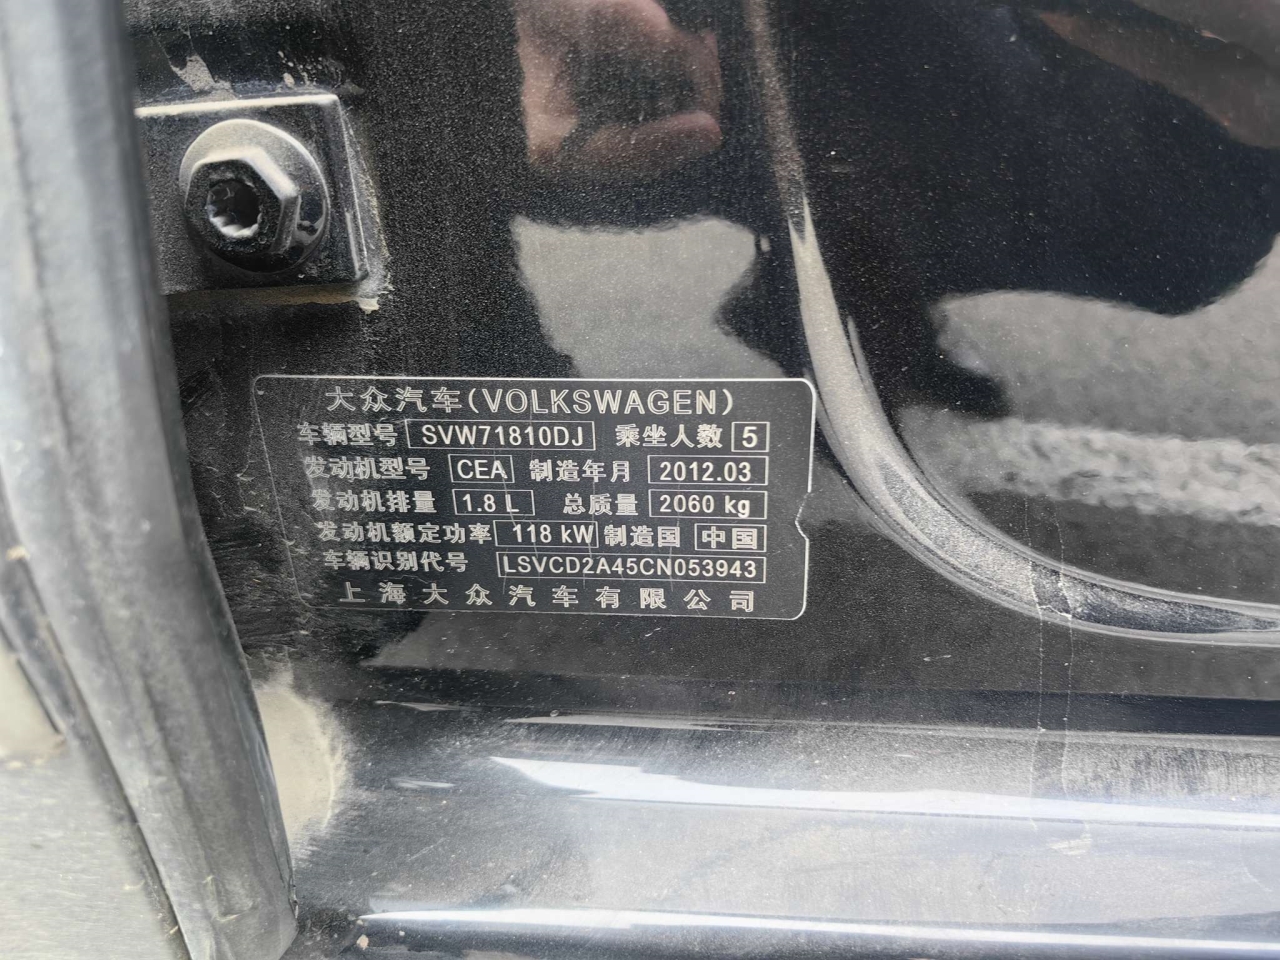 大众汽车(VOLKSWAGEN)
车辆型号 SVW71810DJ 乘坐人数 5
发动机型号 CEA 制造年月 2012.03
发动机排量 1.8 L 总质量 2060 kg
发动机额定功率 118 kW 制造国 中国
车辆识别代号 LSVCD2A45CN053943
上海大众汽车有限公司